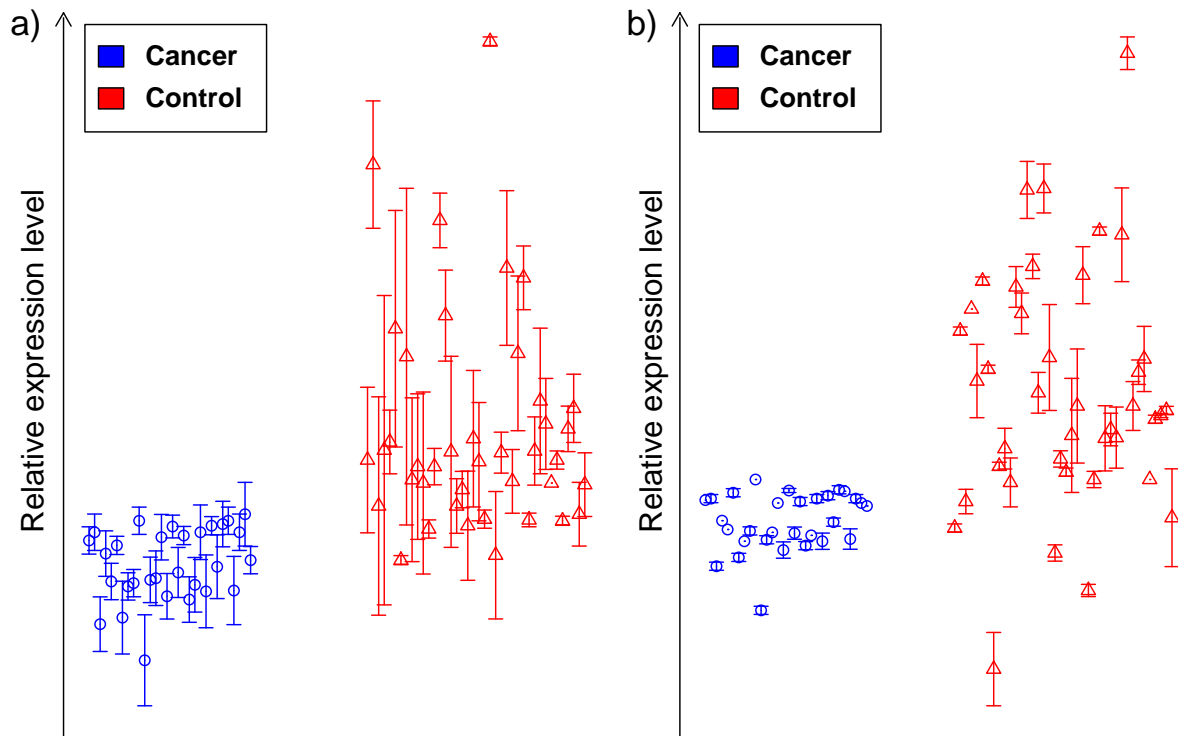 a)
Cancer
Control
Relative expression level
b)
Cancer
Control
Relative expression level